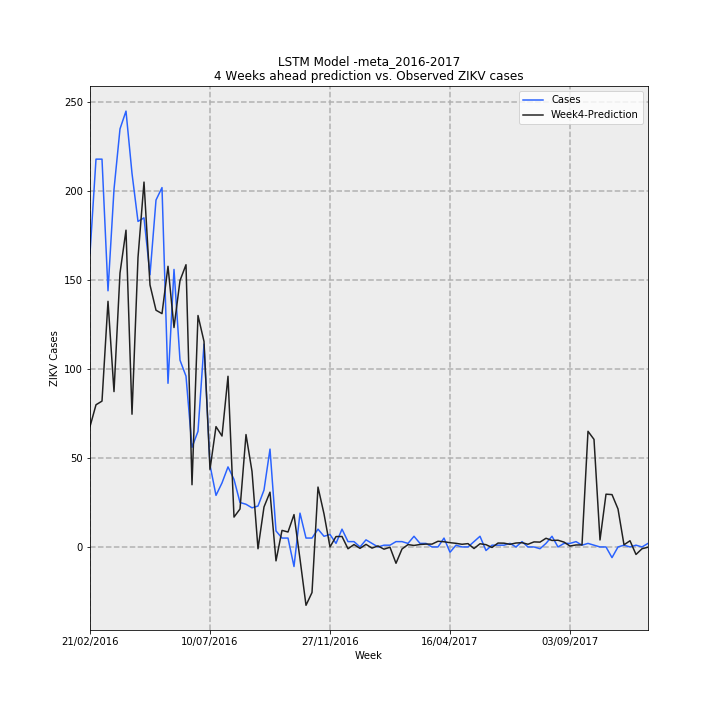 LSTM Model -meta_2016-2017
4 Weeks ahead prediction vs. Observed ZIKV cases
Cases
Week4-Prediction
250
200
150
100
50
0
ZIKV Cases
21/02/2016
10/07/2016
27/11/2016
16/04/2017
03/09/2017
Week